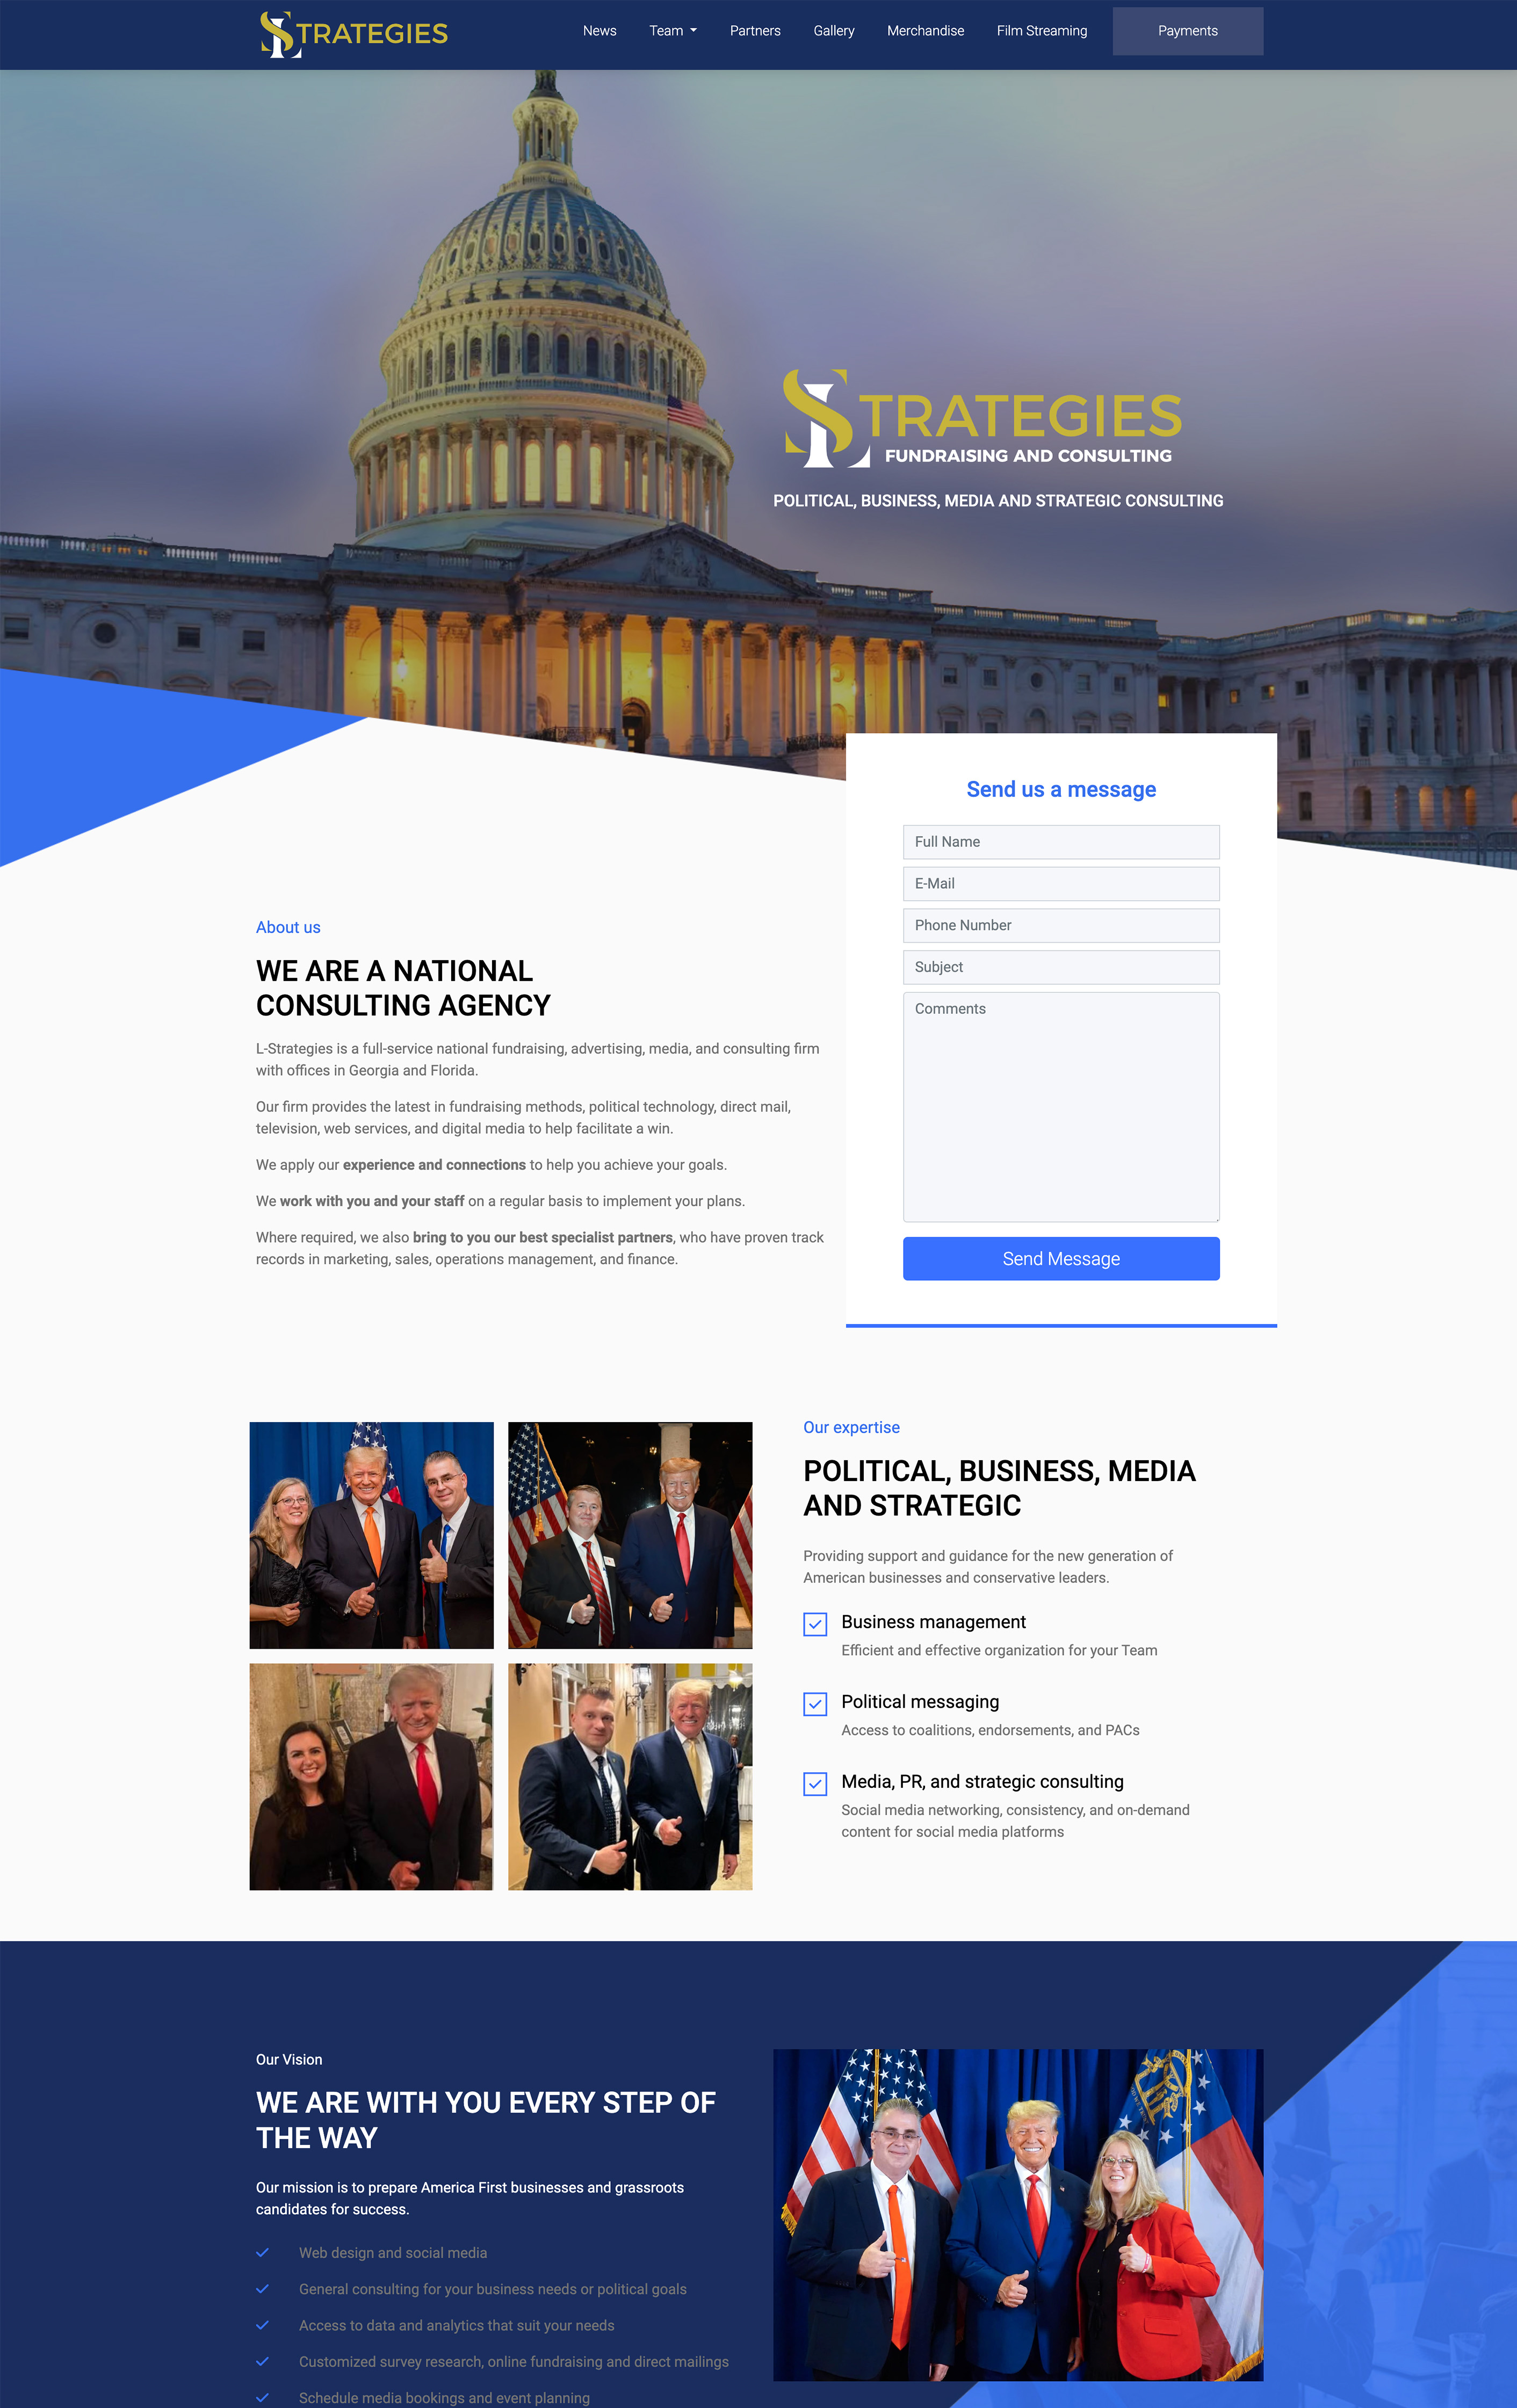 STRATEGIES
News Team Partners Gallery Merchandise Film Streaming Payments
STRATEGIES
FUNDRAISING AND CONSULTING
POLITICAL, BUSINESS, MEDIA AND STRATEGIC CONSULTING
Send us a message
Full Name
E-Mail
Phone Number
Subject
Comments
Send Message
About us
WE ARE A NATIONAL
CONSULTING AGENCY
L-Strategies is a full-service national fundraising, advertising, media, and consulting firm
with offices in Georgia and Florida.
Our firm provides the latest in fundraising methods, political technology, direct mail,
television, web services, and digital media to help facilitate a win.
We apply our experience and connections to help you achieve your goals.
We work with you and your staff on a regular basis to implement your plans.
Where required, we also bring to you our best specialist partners, who have proven track
records in marketing, sales, operations management, and finance.
Our expertise
POLITICAL, BUSINESS, MEDIA
AND STRATEGIC
Providing support and guidance for the new generation of
American businesses and conservative leaders.
Business management
Efficient and effective organization for your Team
Political messaging
Access to coalitions, endorsements, and PACs
Media, PR, and strategic consulting
Social media networking, consistency, and on-demand
content for social media platforms
Our Vision
WE ARE WITH YOU EVERY STEP OF
THE WAY
Our mission is to prepare America First businesses and grassroots
candidates for success.
Web design and social media
General consulting for your business needs or political goals
Access to data and analytics that suit your needs
Customized survey research, online fundraising and direct mailings
Schedule media bookings and event planning